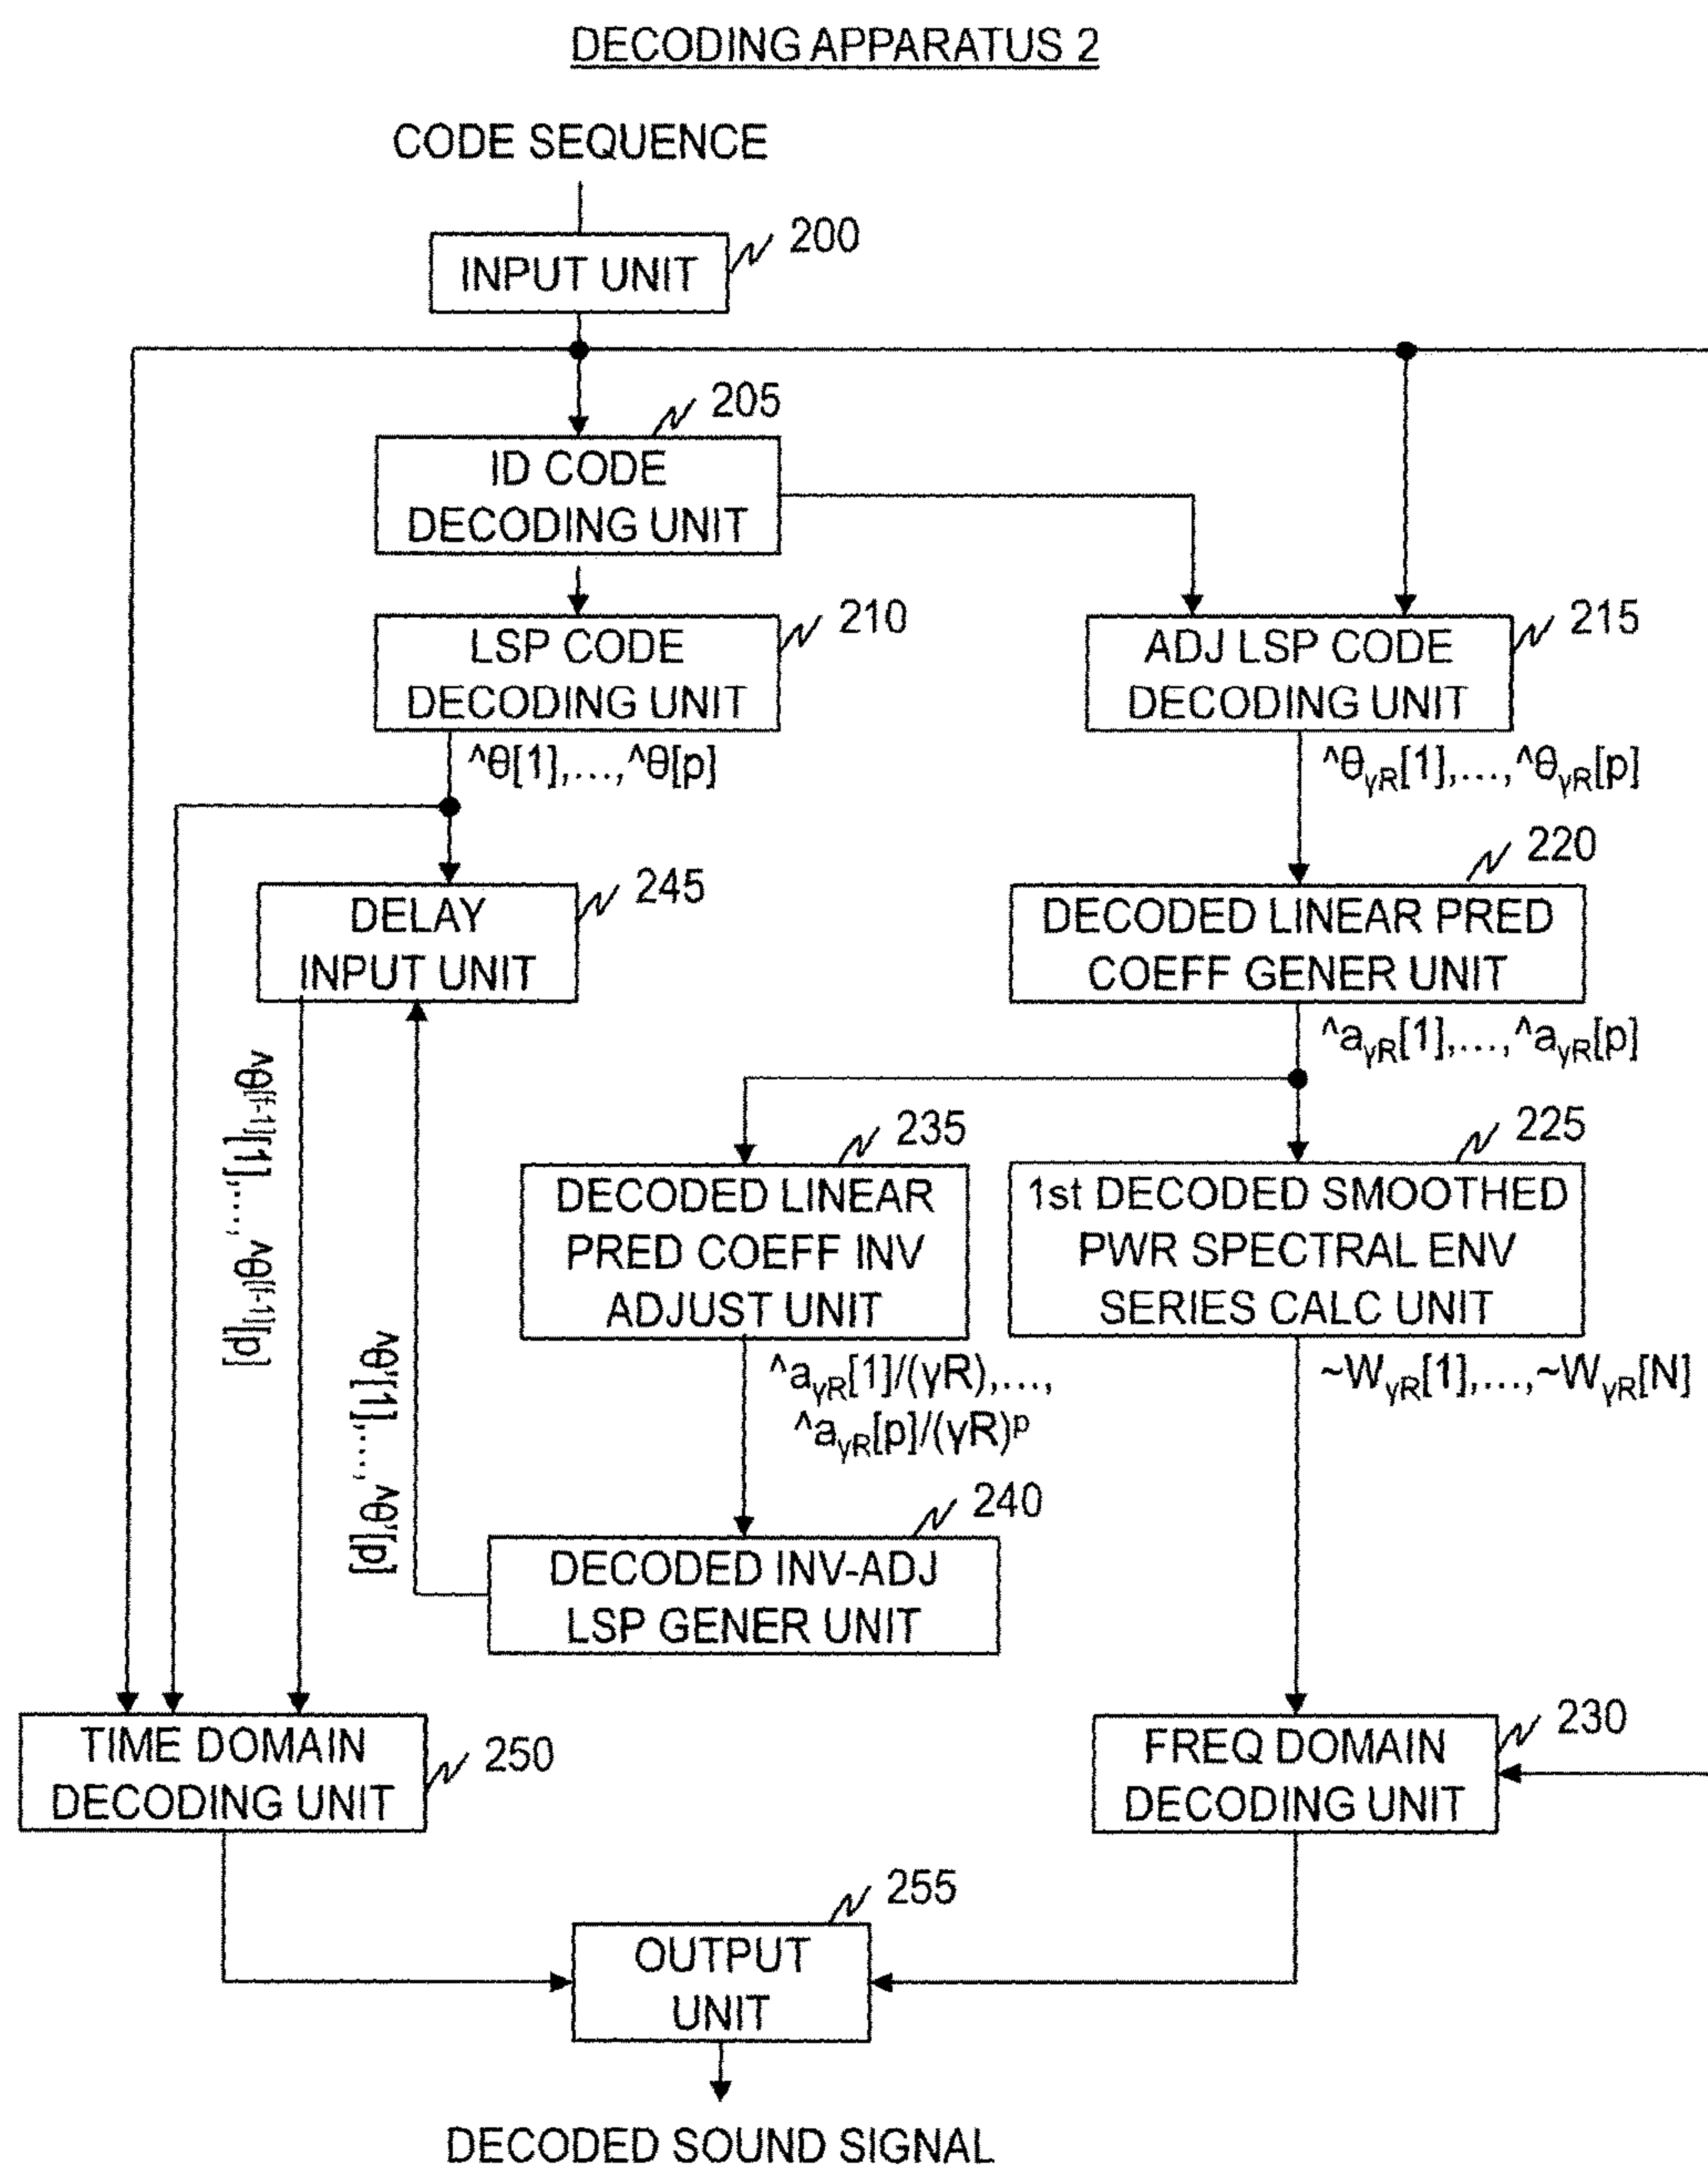 DECODING APPARATUS 2
CODE SEQUENCE
200
INPUT UNIT
205
ID CODE
DECODING UNIT
210
LSP CODE
DECODING UNIT
215
ADJ LSP CODE
DECODING UNIT
^θ[1],...,^θ[p]
^θγR[1],...,^θγR[p]
245
DELAY
INPUT UNIT
220
DECODED LINEAR PRED
COEFF GENER UNIT
^aγR[1],...,^aγR[p]
^θ[f-1][1],...,^θ[f-1][p]
235
DECODED LINEAR
PRED COEFF INV
ADJUST UNIT
225
1st DECODED SMOOTHED
PWR SPECTRAL ENV
SERIES CALC UNIT
^θ'[1],...,^θ'[p]
^aγR[1]/(γR),...,
^aγR[p]/(γR)p
~WγR[1],...,~WγR[N]
240
DECODED INV-ADJ
LSP GENER UNIT
TIME DOMAIN
DECODING UNIT
250
230
FREQ DOMAIN
DECODING UNIT
255
OUTPUT
UNIT
DECODED SOUND SIGNAL